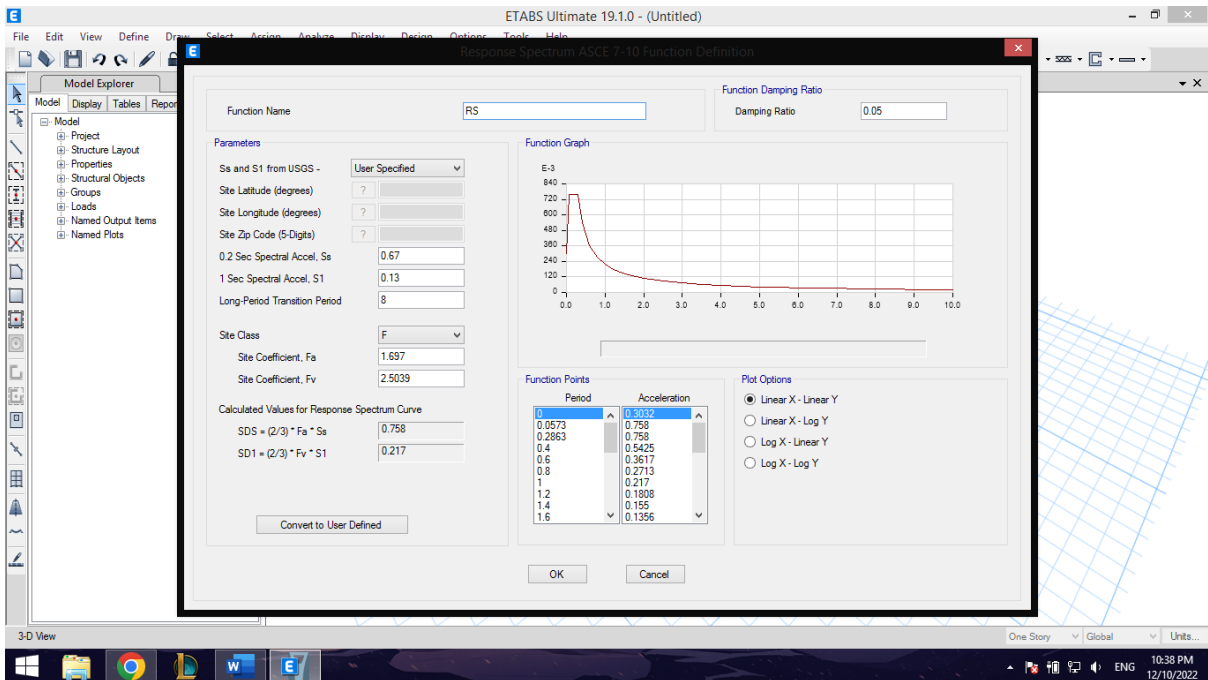 ETABS Ultimate 19.1.0 - (Untitled)
File Edit View Define Draw Select Assign Analyze Display Design Options Tools Help
Response Spectrum ASCE 7-10 Function Definition
Model Explorer
Model Display Tables Repor
Model
Project
Structure Layout
Properties
Structural Objects
Groups
Loads
Named Output Items
Named Plots
Function Name RS
Function Damping Ratio
Damping Ratio 0.05
Parameters
Ss and S1 from USGS - User Specified
Site Latitude (degrees) ?
Site Longitude (degrees) ?
Site Zip Code (5-Digits) ?
0.2 Sec Spectral Accel, Ss 0.67
1 Sec Spectral Accel, S1 0.13
Long-Period Transition Period 8
Site Class F
Site Coefficient, Fa 1.697
Site Coefficient, Fv 2.5039
Calculated Values for Response Spectrum Curve
SDS = (2/3) * Fa * Ss 0.758
SD1 = (2/3) * Fv * S1 0.217
Convert to User Defined
Function Graph
E-3
840
720
600
480
360
240
120
0
0.0 1.0 2.0 3.0 4.0 5.0 6.0 7.0 8.0 9.0 10.0
Function Points
Period Acceleration
0 0.3032
0.0573 0.758
0.2863 0.758
0.4 0.5425
0.6 0.3617
0.8 0.2713
1 0.217
1.2 0.1808
1.4 0.155
1.6 0.1356
Plot Options
Linear X - Linear Y
Linear X - Log Y
Log X - Linear Y
Log X - Log Y
OK Cancel
3-D View
One Story Global Units...
ENG
10:38 PM
12/10/2022